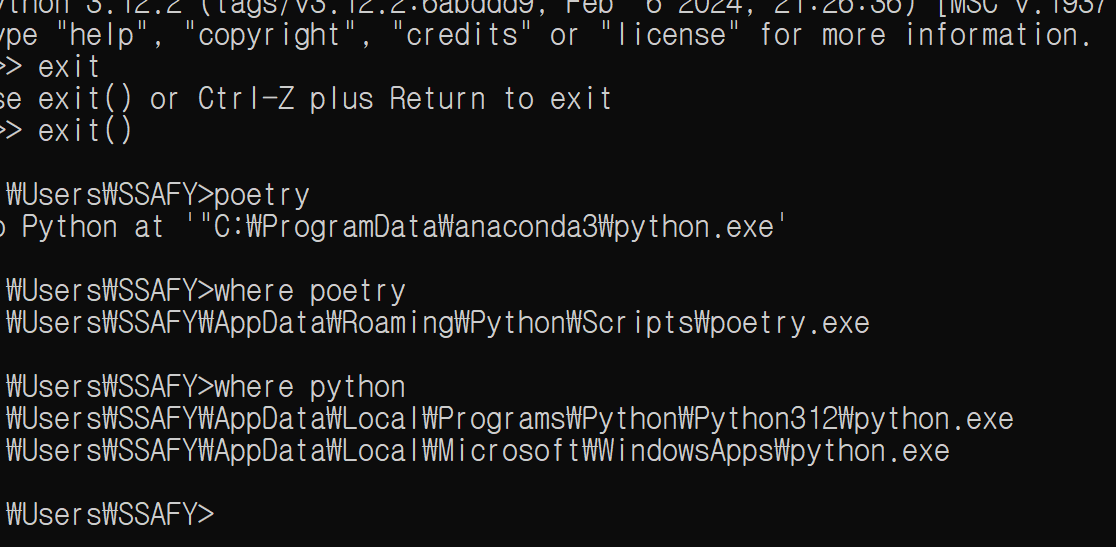 ython 3.12.2 (tags/v3.12.2:6abddd9, Feb  6 2024, 21:26:36) [MSC v.1937
ype "help", "copyright", "credits" or "license" for more information.
>> exit
se exit() or Ctrl-Z plus Return to exit
>> exit()
₩Users₩SSAFY>poetry
o Python at '"C:₩ProgramData₩anaconda3₩python.exe'
₩Users₩SSAFY>where poetry
₩Users₩SSAFY₩AppData₩Roaming₩Python₩Scripts₩poetry.exe
₩Users₩SSAFY>where python
₩Users₩SSAFY₩AppData₩Local₩Programs₩Python₩Python312₩python.exe
₩Users₩SSAFY₩AppData₩Local₩Microsoft₩WindowsApps₩python.exe
₩Users₩SSAFY>